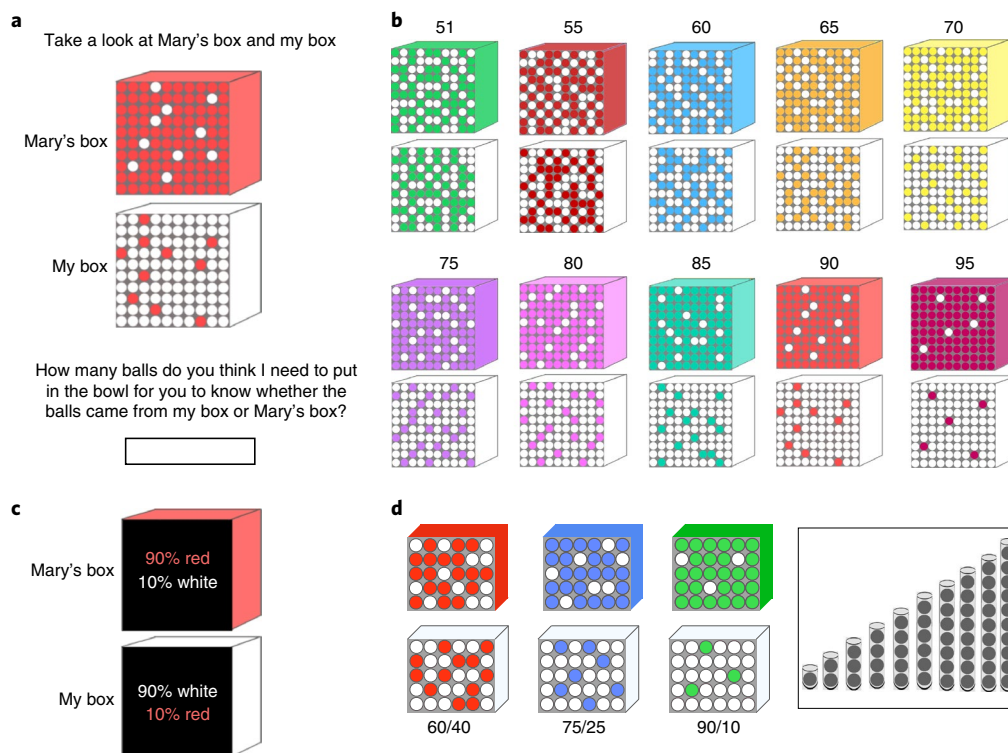 a
Take a look at Mary's box and my box
Mary's box
My box
How many balls do you think I need to put
in the bowl for you to know whether the
balls came from my box or Mary's box?
b
51 55 60 65 70
75 80 85 90 95
c
Mary's box
90% red
10% white
My box
90% white
10% red
d
60/40 75/25 90/10